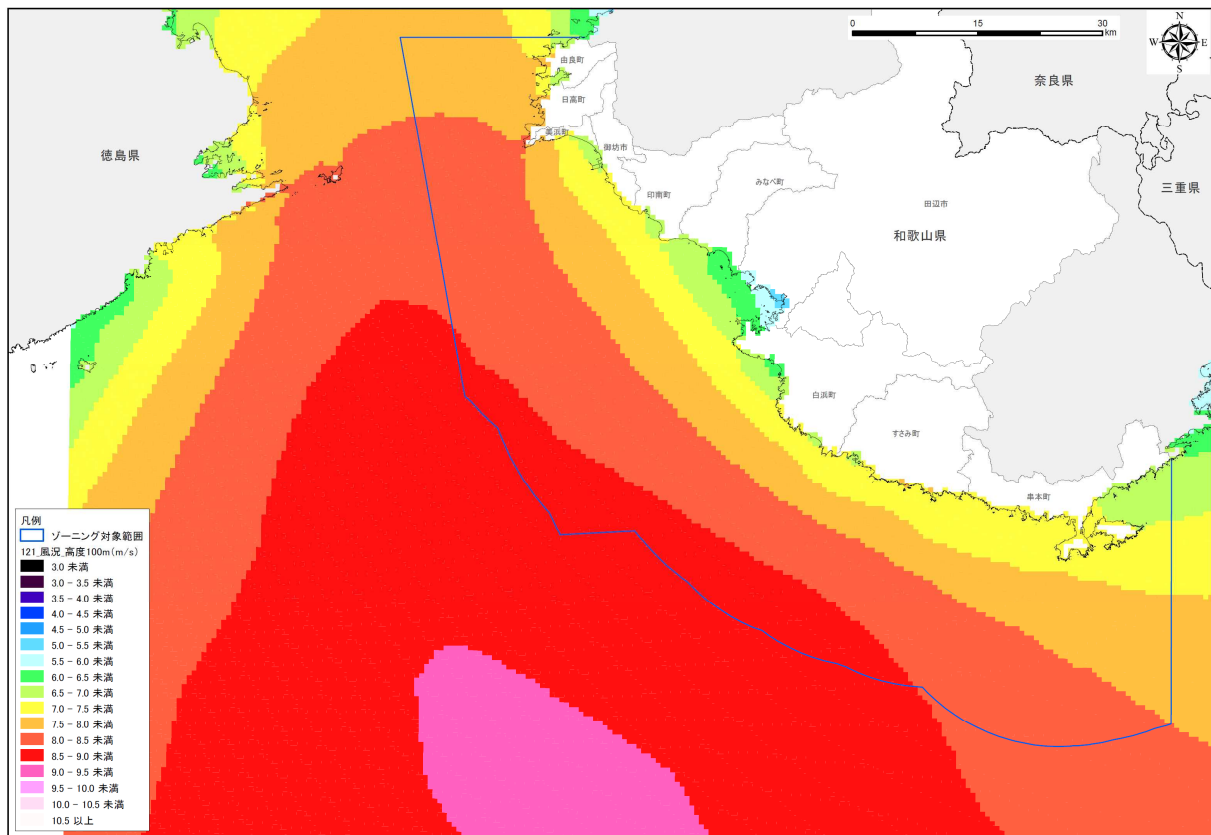 0 15 30
km
N
W E
S
由良町
奈良県
日高町
美浜町
御坊市
徳島県
みなべ町
三重県
印南町
田辺市
和歌山県
白浜町
すさみ町
串本町
凡例
ゾーニング対象範囲
121_風況_高度100m(m/s)
3.0 未満
3.0 - 3.5 未満
3.5 - 4.0 未満
4.0 - 4.5 未満
4.5 - 5.0 未満
5.0 - 5.5 未満
5.5 - 6.0 未満
6.0 - 6.5 未満
6.5 - 7.0 未満
7.0 - 7.5 未満
7.5 - 8.0 未満
8.0 - 8.5 未満
8.5 - 9.0 未満
9.0 - 9.5 未満
9.5 - 10.0 未満
10.0 - 10.5 未満
10.5 以上